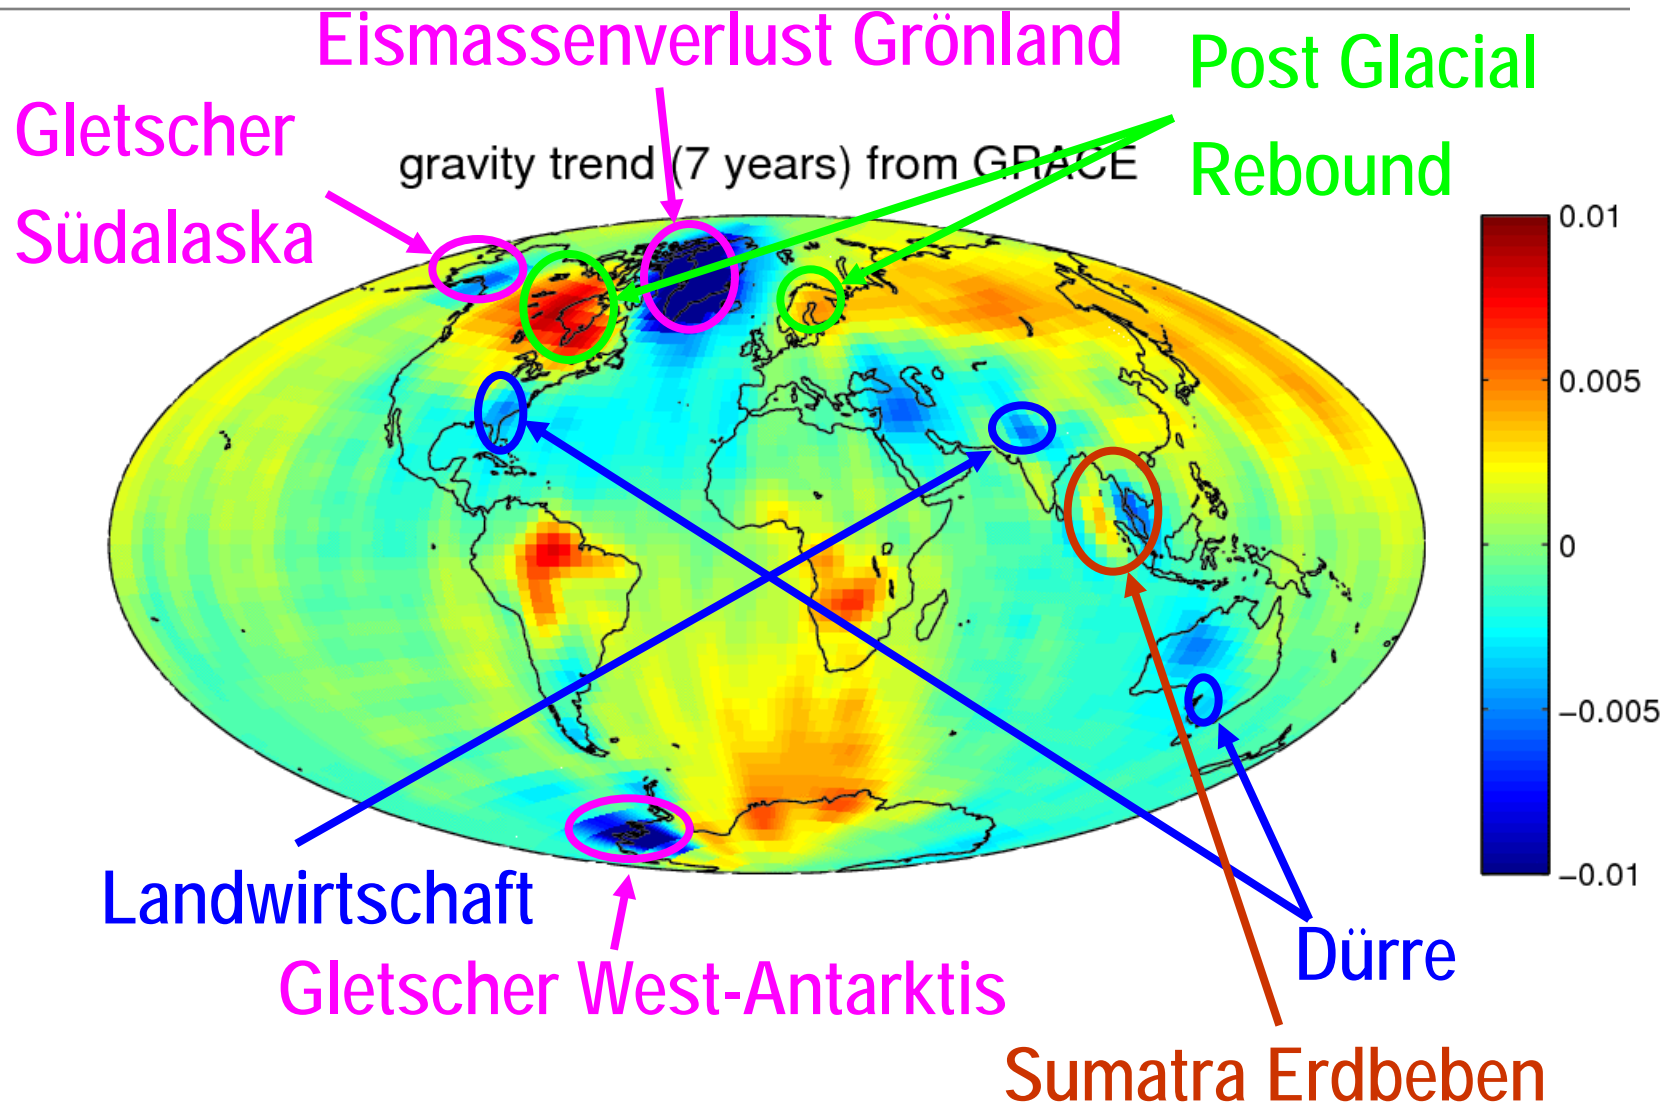 Eismassenverlust Grönland
Post Glacial
Rebound
Gletscher
Südalaska
gravity trend (7 years) from GRACE
0.01
0.005
0
−0.005
−0.01
Landwirtschaft
Gletscher West-Antarktis
Dürre
Sumatra Erdbeben